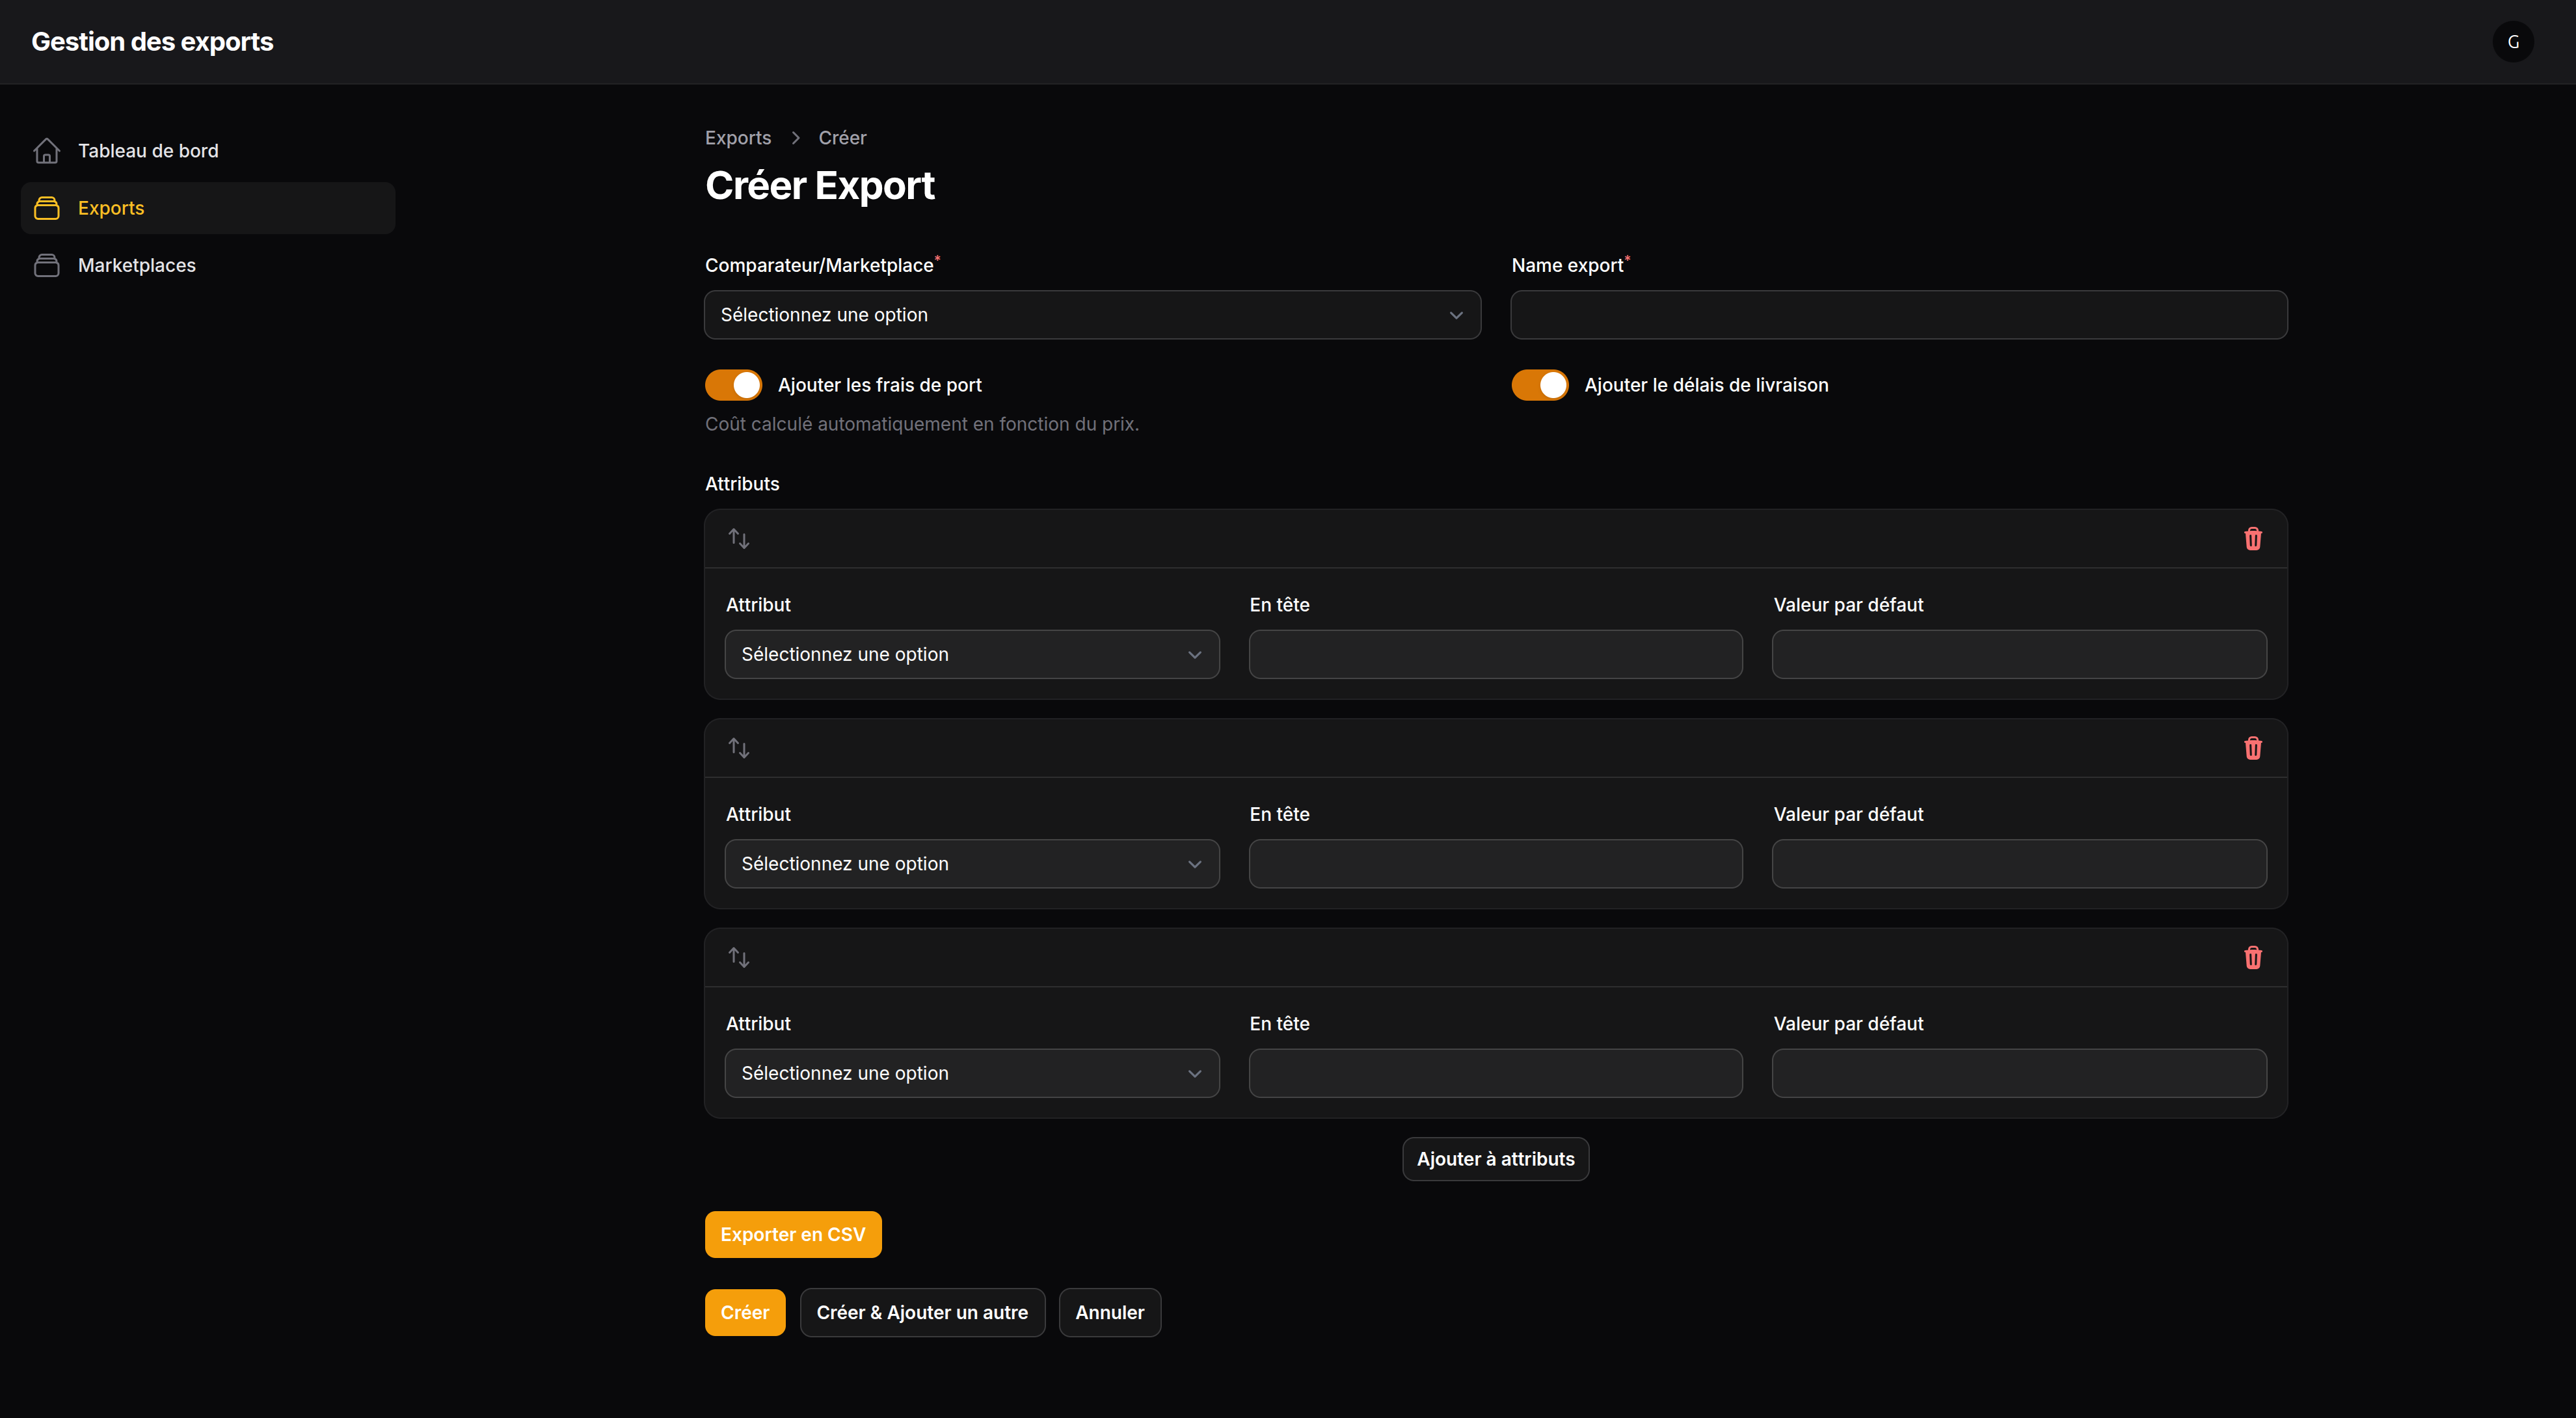 Gestion des exports
G
Tableau de bord
Exports
Marketplaces
Exports > Créer
Créer Export
Comparateur/Marketplace* Name export*
Sélectionnez une option
Ajouter les frais de port Ajouter le délais de livraison
Coût calculé automatiquement en fonction du prix.
Attributs
Attribut En tête Valeur par défaut
Sélectionnez une option
Attribut En tête Valeur par défaut
Sélectionnez une option
Attribut En tête Valeur par défaut
Sélectionnez une option
Ajouter à attributs
Exporter en CSV
Créer Créer & Ajouter un autre Annuler